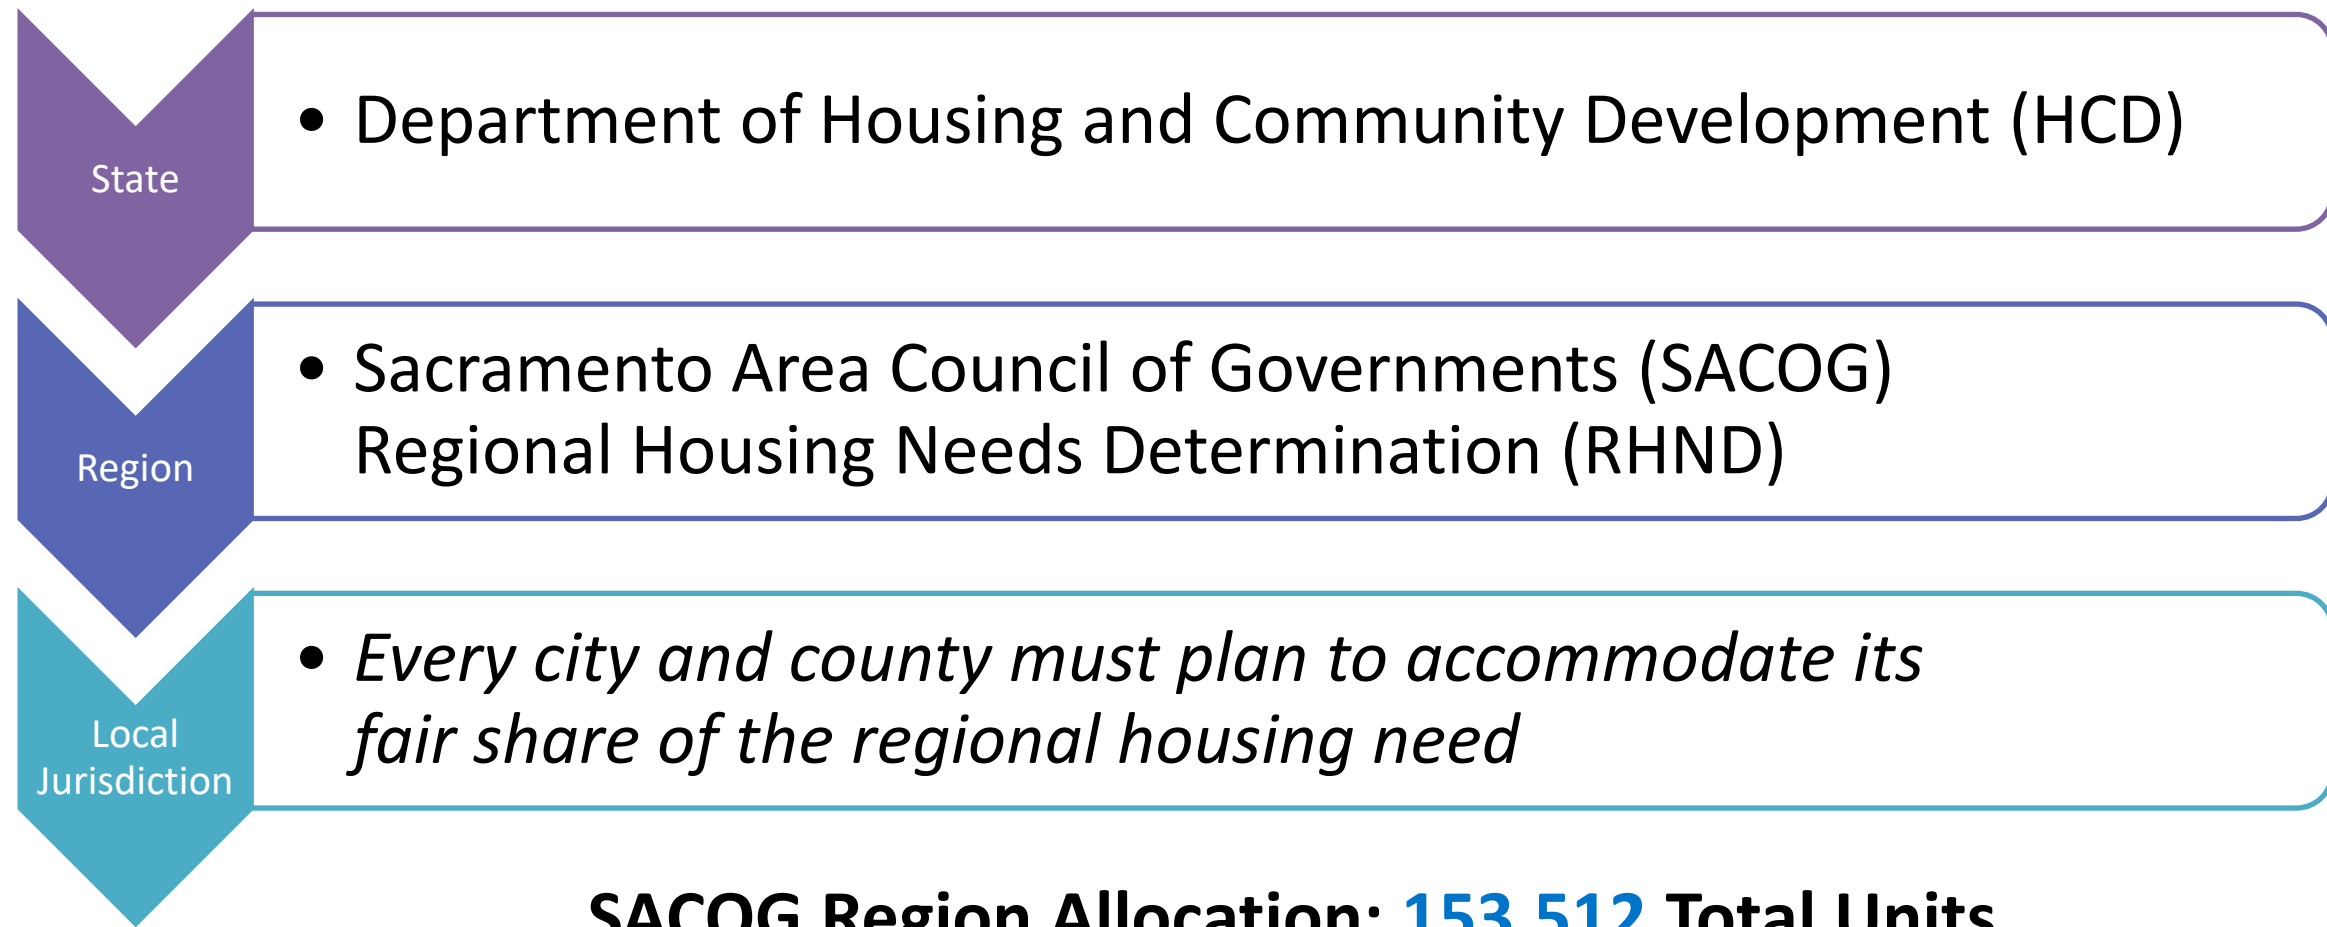 State
• Department of Housing and Community Development (HCD)
Region
• Sacramento Area Council of Governments (SACOG)
Regional Housing Needs Determination (RHND)
Local
Jurisdiction
• Every city and county must plan to accommodate its
fair share of the regional housing need
SACOG Region Allocation: 153,512 Total Units